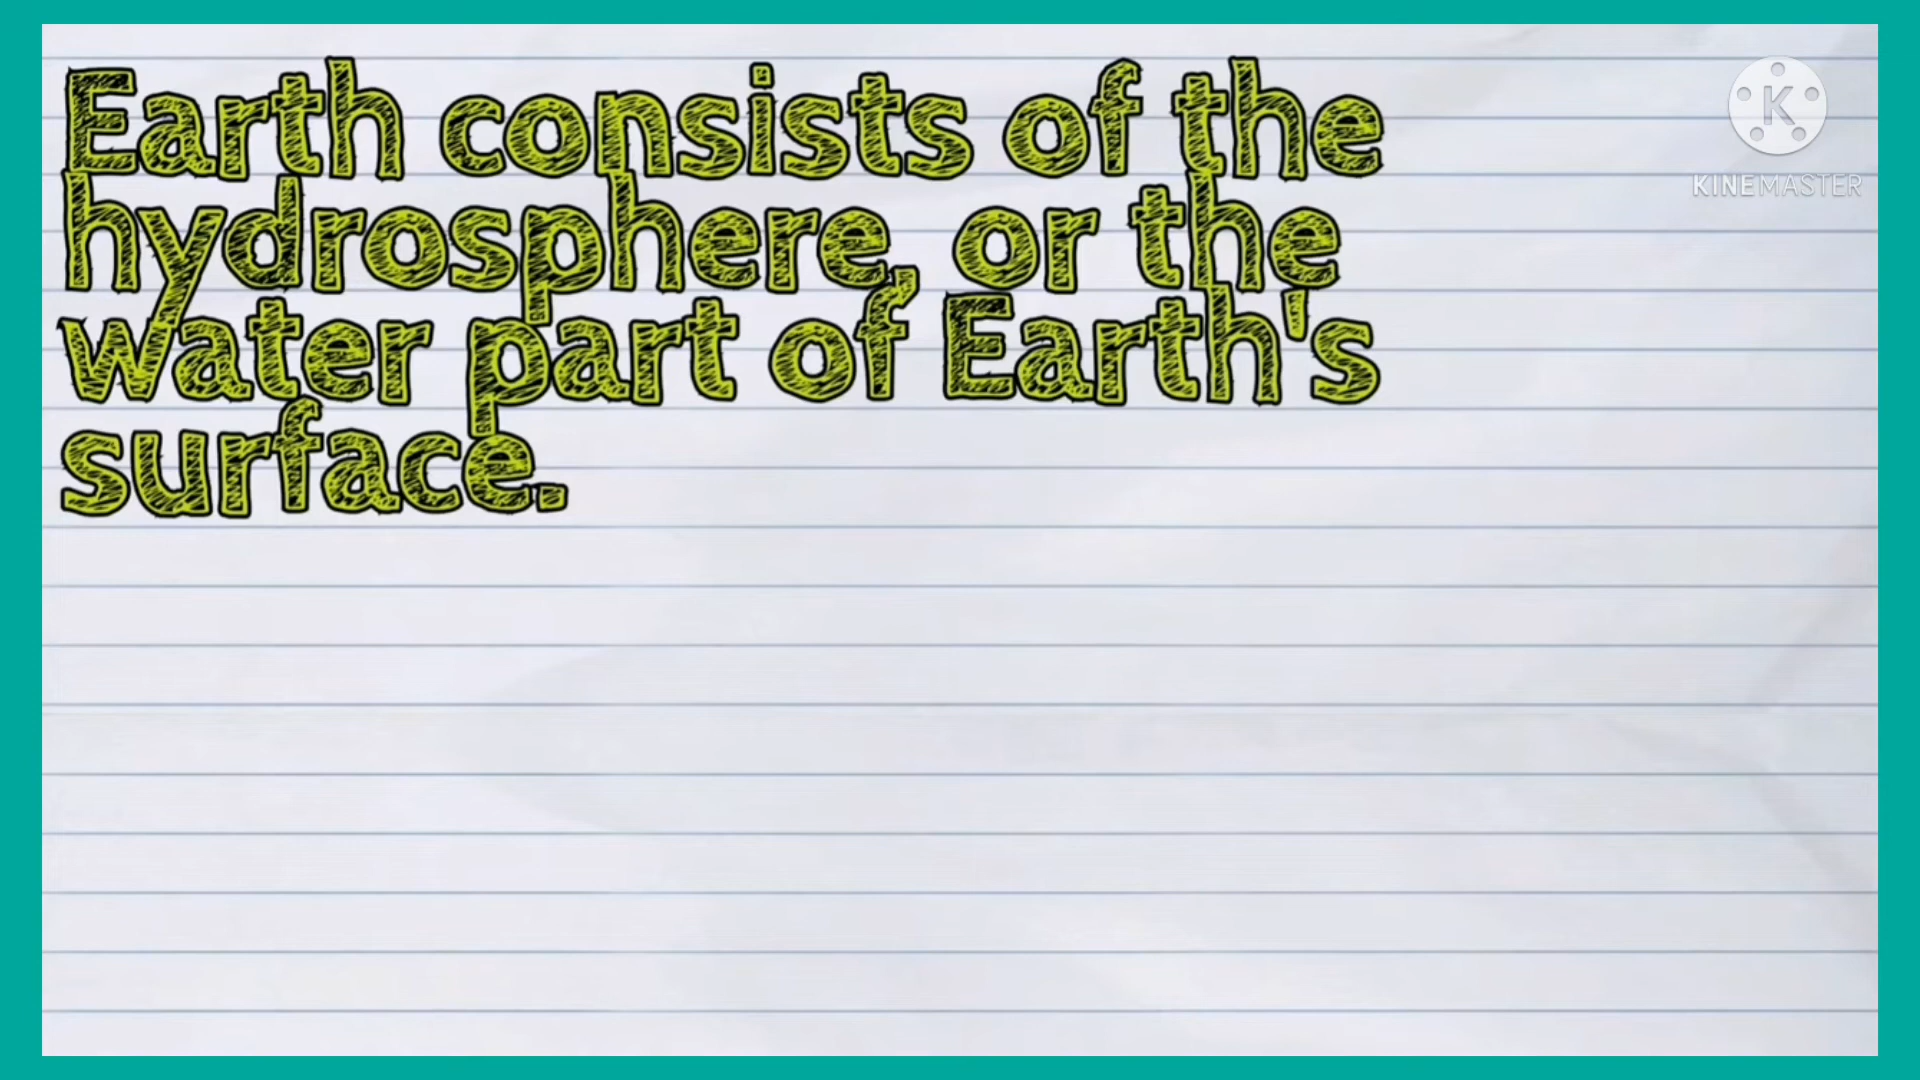 Earth consists of the
hydrosphere, or the
water part of Earth's
surface.
K
KINEMASTER